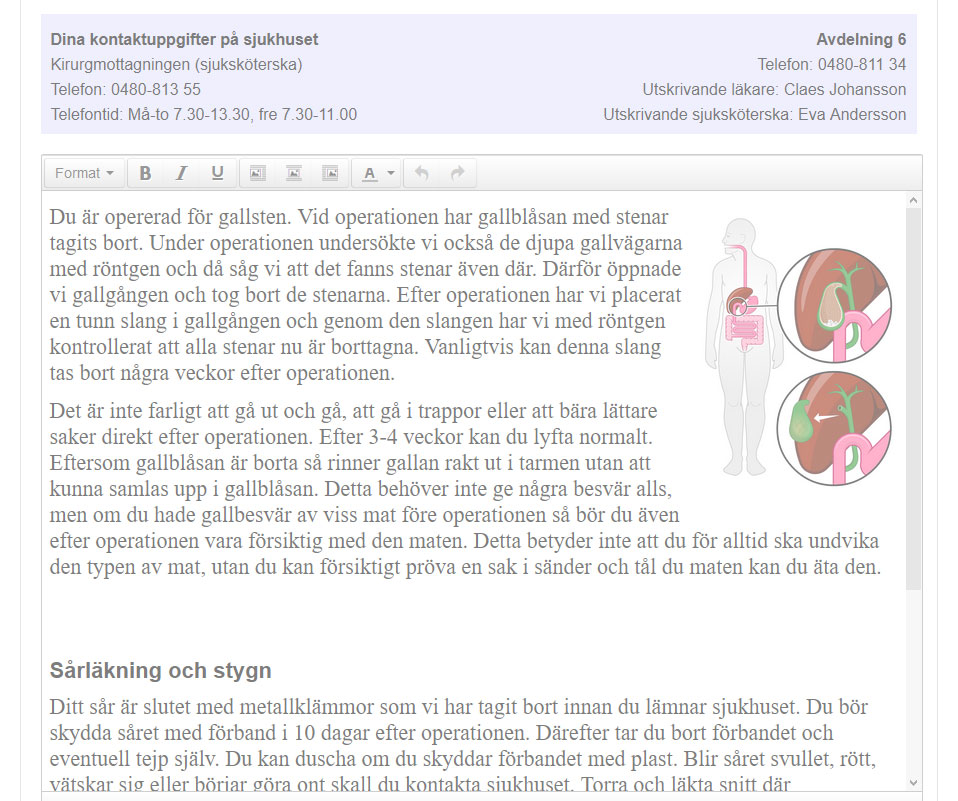 Dina kontaktuppgifter på sjukhuset
Kirurgmottagningen (sjuksköterska)
Telefon: 0480-813 55
Telefontid: Må-to 7.30-13.30, fre 7.30-11.00
Avdelning 6
Telefon: 0480-811 34
Utskrivande läkare: Claes Johansson
Utskrivande sjuksköterska: Eva Andersson
Format B I U A
Du är opererad för gallsten. Vid operationen har gallblåsan med stenar
tagits bort. Under operationen undersökte vi också de djupa gallvägarna
med röntgen och då såg vi att det fanns stenar även där. Därför öppnade
vi gallgången och tog bort de stenarna. Efter operationen har vi placerat
en tunn slang i gallgången och genom den slangen har vi med röntgen
kontrollerat att alla stenar nu är borttagna. Vanligtvis kan denna slang
tas bort några veckor efter operationen.
Det är inte farligt att gå ut och gå, att gå i trappor eller att bära lättare
saker direkt efter operationen. Efter 3-4 veckor kan du lyfta normalt.
Eftersom gallblåsan är borta så rinner gallan rakt ut i tarmen utan att
kunna samlas upp i gallblåsan. Detta behöver inte ge några besvär alls,
men om du hade gallbesvär av viss mat före operationen så bör du även
efter operationen vara försiktig med den maten. Detta betyder inte att du för alltid ska undvika
den typen av mat, utan du kan försiktigt pröva en sak i sänder och tål du maten kan du äta den.
Sårläkning och stygn
Ditt sår är slutet med metallklämmor som vi har tagit bort innan du lämnar sjukhuset. Du bör
skydda såret med förband i 10 dagar efter operationen. Därefter tar du bort förbandet och
eventuell tejp själv. Du kan duscha om du skyddar förbandet med plast. Blir såret svullet, rött,
vätskar sig eller börjar göra ont skall du kontakta sjukhuset. Torra och läkta snitt där